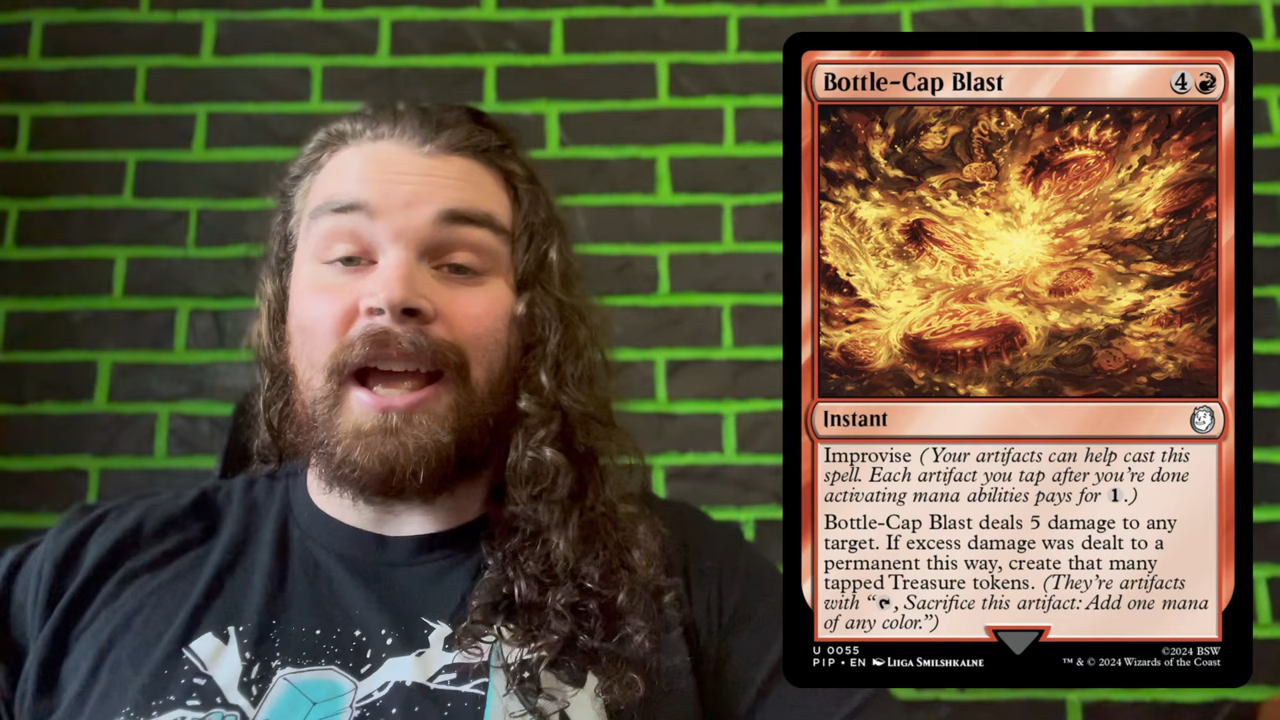 Bottle-Cap Blast 4
Instant
Improvise (Your artifacts can help cast this
spell. Each artifact you tap after you're done
activating mana abilities pays for 1.)
Bottle-Cap Blast deals 5 damage to any
target. If excess damage was dealt to a
permanent this way, create that many
tapped Treasure tokens. (They're artifacts
with “, Sacrifice this artifact: Add one mana
of any color.”)
U 0055
PIP • EN Liiga Smilshkalne
©2024 BSW
™ & © 2024 Wizards of the Coast